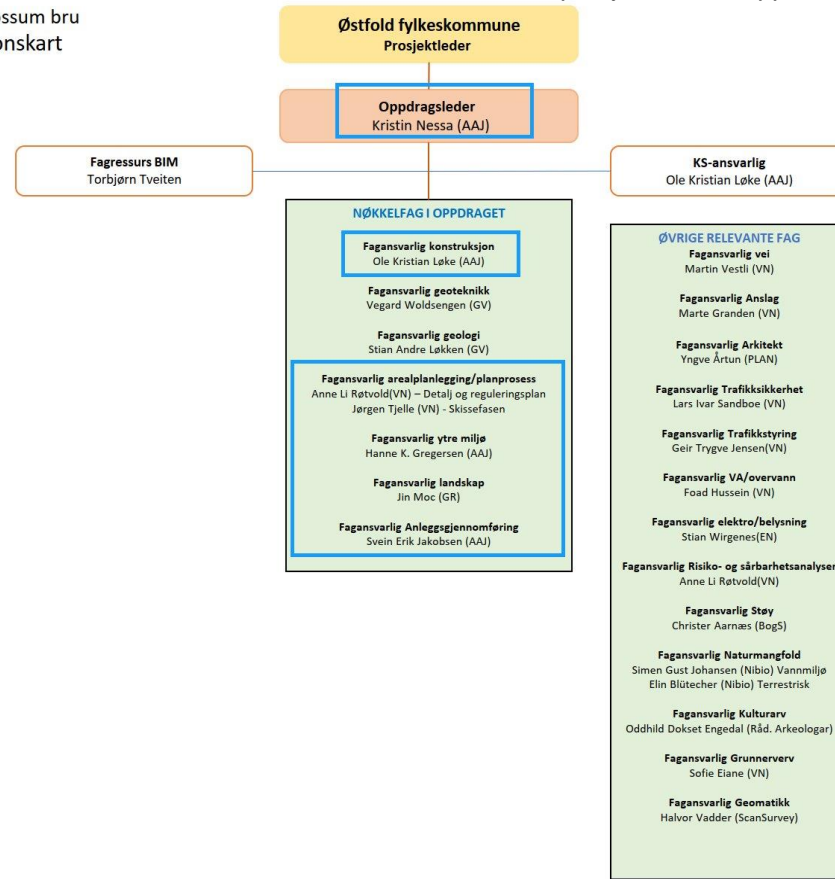 ssum bru
onskart
Østfold fylkeskommune
Prosjektleder
Oppdragsleder
Kristin Nessa (AAJ)
Fagressurs BIM
Torbjørn Tveiten
KS-ansvarlig
Ole Kristian Løke (AAJ)
NØKKELFAG I OPPDRAGET
Fagansvarlig konstruksjon
Ole Kristian Løke (AAJ)
Fagansvarlig geoteknikk
Vegard Woldsengen (GV)
Fagansvarlig geologi
Stian Andre Løkken (GV)
Fagansvarlig arealplanlegging/planprosess
Anne Li Røtvold(VN) – Detalj og reguleringsplan
Jørgen Tjelle (VN) - Skissefasen
Fagansvarlig ytre miljø
Hanne K. Gregersen (AAJ)
Fagansvarlig landskap
Jin Moc (GR)
Fagansvarlig Anleggsgjennomføring
Svein Erik Jakobsen (AAJ)
ØVRIGE RELEVANTE FAG
Fagansvarlig vei
Martin Vestli (VN)
Fagansvarlig Anslag
Marte Granden (VN)
Fagansvarlig Arkitekt
Yngve Årtun (PLAN)
Fagansvarlig Trafikksikkerhet
Lars Ivar Sandboe (VN)
Fagansvarlig Trafikkstyring
Geir Trygve Jensen(VN)
Fagansvarlig VA/overvann
Foad Hussein (VN)
Fagansvarlig elektro/belysning
Stian Wirgenes(EN)
Fagansvarlig Risiko- og sårbarhetsanalyser
Anne Li Røtvold(VN)
Fagansvarlig Støy
Christer Aarnæs (BogS)
Fagansvarlig Naturmangfold
Simen Gust Johansen (Nibio) Vannmiljø
Elin Blütecher (Nibio) Terrestrisk
Fagansvarlig Kulturarv
Oddhild Dokset Engedal (Råd. Arkeologar)
Fagansvarlig Grunnerverv
Sofie Eiane (VN)
Fagansvarlig Geomatikk
Halvor Vadder (ScanSurvey)